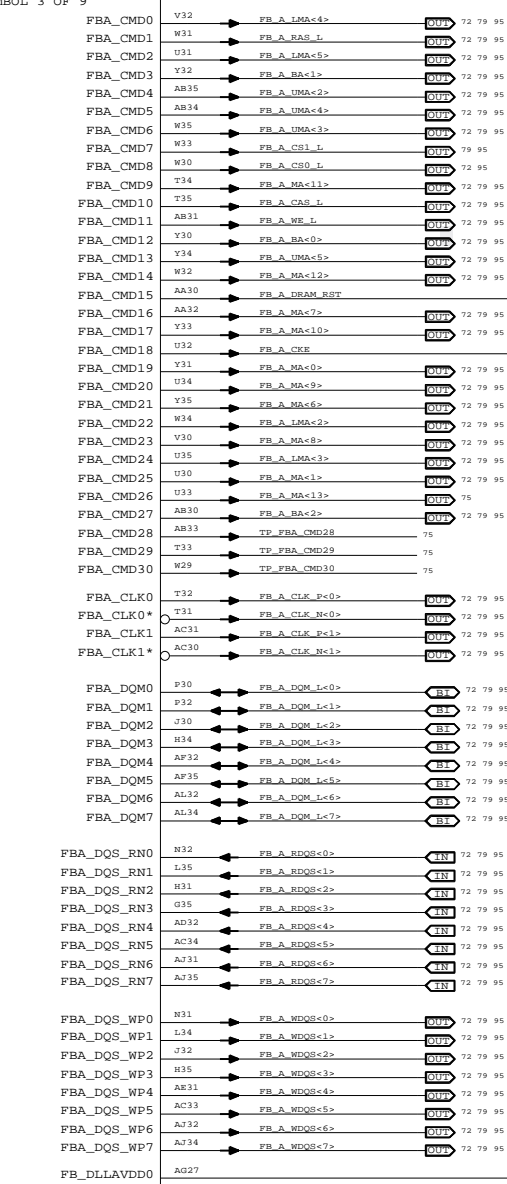 MBOL 3 OF 9
FBA_CMD0 V32 FB_A_LMA<4> OUT 72 79 95
FBA_CMD1 W31 FB_A_RAS_L OUT 72 79 95
FBA_CMD2 U31 FB_A_LMA<5> OUT 72 79 95
FBA_CMD3 Y32 FB_A_BA<1> OUT 72 79 95
FBA_CMD4 AB35 FB_A_UMA<2> OUT 72 79 95
FBA_CMD5 AB34 FB_A_UMA<4> OUT 72 79 95
FBA_CMD6 W35 FB_A_UMA<3> OUT 72 79 95
FBA_CMD7 W33 FB_A_CS1_L OUT 79 95
FBA_CMD8 W30 FB_A_CS0_L OUT 72 95
FBA_CMD9 T34 FB_A_MA<11> OUT 72 79 95
FBA_CMD10 T35 FB_A_CAS_L OUT 72 79 95
FBA_CMD11 AB31 FB_A_WE_L OUT 72 79 95
FBA_CMD12 Y30 FB_A_BA<0> OUT 72 79 95
FBA_CMD13 Y34 FB_A_UMA<5> OUT 72 79 95
FBA_CMD14 W32 FB_A_MA<12> OUT 72 79 95
FBA_CMD15 AA30 FB_A_DRAM_RST
FBA_CMD16 AA32 FB_A_MA<7> OUT 72 79 95
FBA_CMD17 Y33 FB_A_MA<10> OUT 72 79 95
FBA_CMD18 U32 FB_A_CKE
FBA_CMD19 Y31 FB_A_MA<0> OUT 72 79 95
FBA_CMD20 U34 FB_A_MA<9> OUT 72 79 95
FBA_CMD21 Y35 FB_A_MA<6> OUT 72 79 95
FBA_CMD22 W34 FB_A_LMA<2> OUT 72 79 95
FBA_CMD23 V30 FB_A_MA<8> OUT 72 79 95
FBA_CMD24 U35 FB_A_LMA<3> OUT 72 79 95
FBA_CMD25 U30 FB_A_MA<1> OUT 72 79 95
FBA_CMD26 U33 FB_A_MA<13> OUT 75
FBA_CMD27 AB30 FB_A_BA<2> OUT 72 79 95
FBA_CMD28 AB33 TP_FBA_CMD28 75
FBA_CMD29 T33 TP_FBA_CMD29 75
FBA_CMD30 W29 TP_FBA_CMD30 75
FBA_CLK0 T32 FB_A_CLK_P<0> OUT 72 79 95
FBA_CLK0* T31 FB_A_CLK_N<0> OUT 72 79 95
FBA_CLK1 AC31 FB_A_CLK_P<1> OUT 72 79 95
FBA_CLK1* AC30 FB_A_CLK_N<1> OUT 72 79 95
FBA_DQM0 P30 FB_A_DQM_L<0> BI 72 79 95
FBA_DQM1 P32 FB_A_DQM_L<1> BI 72 79 95
FBA_DQM2 J30 FB_A_DQM_L<2> BI 72 79 95
FBA_DQM3 H34 FB_A_DQM_L<3> BI 72 79 95
FBA_DQM4 AF32 FB_A_DQM_L<4> BI 72 79 95
FBA_DQM5 AF35 FB_A_DQM_L<5> BI 72 79 95
FBA_DQM6 AL32 FB_A_DQM_L<6> BI 72 79 95
FBA_DQM7 AL34 FB_A_DQM_L<7> BI 72 79 95
FBA_DQS_RN0 N32 FB_A_RDQS<0> IN 72 79 95
FBA_DQS_RN1 L35 FB_A_RDQS<1> IN 72 79 95
FBA_DQS_RN2 H31 FB_A_RDQS<2> IN 72 79 95
FBA_DQS_RN3 G35 FB_A_RDQS<3> IN 72 79 95
FBA_DQS_RN4 AD32 FB_A_RDQS<4> IN 72 79 95
FBA_DQS_RN5 AC34 FB_A_RDQS<5> IN 72 79 95
FBA_DQS_RN6 AJ31 FB_A_RDQS<6> IN 72 79 95
FBA_DQS_RN7 AJ35 FB_A_RDQS<7> IN 72 79 95
FBA_DQS_WP0 N31 FB_A_WDQS<0> OUT 72 79 95
FBA_DQS_WP1 L34 FB_A_WDQS<1> OUT 72 79 95
FBA_DQS_WP2 J32 FB_A_WDQS<2> OUT 72 79 95
FBA_DQS_WP3 H35 FB_A_WDQS<3> OUT 72 79 95
FBA_DQS_WP4 AE31 FB_A_WDQS<4> OUT 72 79 95
FBA_DQS_WP5 AC33 FB_A_WDQS<5> OUT 72 79 95
FBA_DQS_WP6 AJ32 FB_A_WDQS<6> OUT 72 79 95
FBA_DQS_WP7 AJ34 FB_A_WDQS<7> OUT 72 79 95
FB_DLLAVDD0 AG27